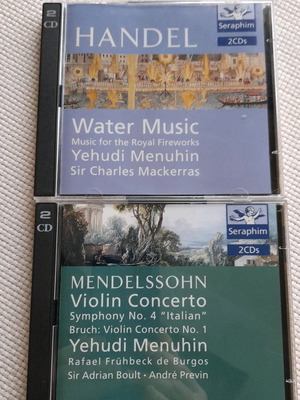 2 CD
HANDEL
Seraphim
2CDs
Water Music
Music for the Royal Fireworks
Yehudi Menuhin
Sir Charles Mackerras
2 CD
Seraphim
2CDs
MENDELSSOHN
Violin Concerto
Symphony No. 4 "Italian"
Bruch: Violin Concerto No. 1
Yehudi Menuhin
Rafael Frühbeck de Burgos
Sir Adrian Boult · André Previn